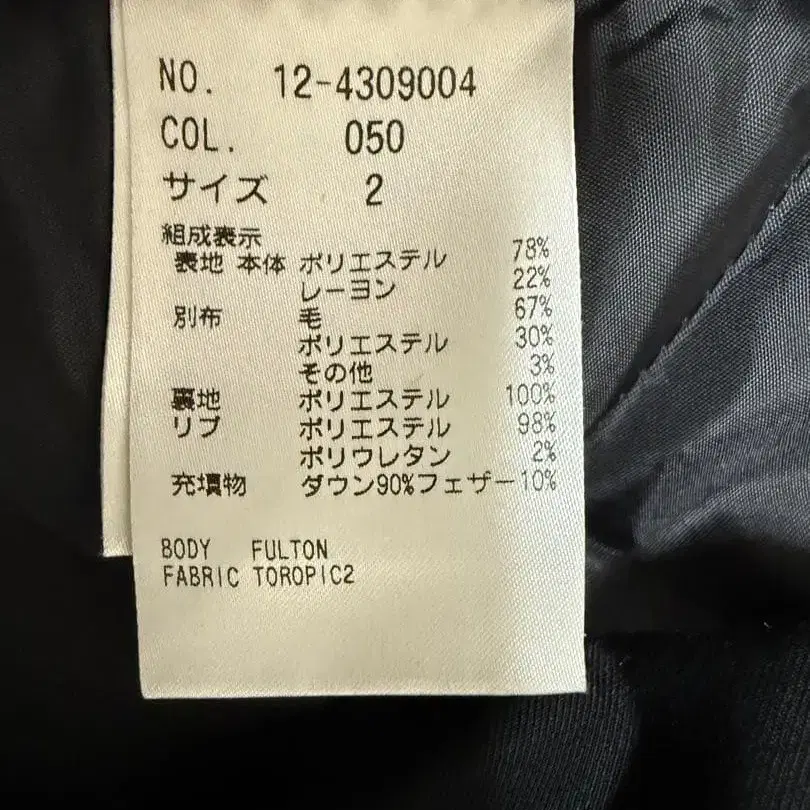 NO. 12-4309004
COL. 050
サイズ 2
組成表示
表地 本体 ポリエステル 78%
レーヨン 22%
別布 毛 67%
ポリエステル 30%
その他 3%
裏地 ポリエステル 100%
リブ ポリエステル 98%
ポリウレタン 2%
充填物 ダウン90%フェザー10%
BODY FULTON
FABRIC TOROPIC2